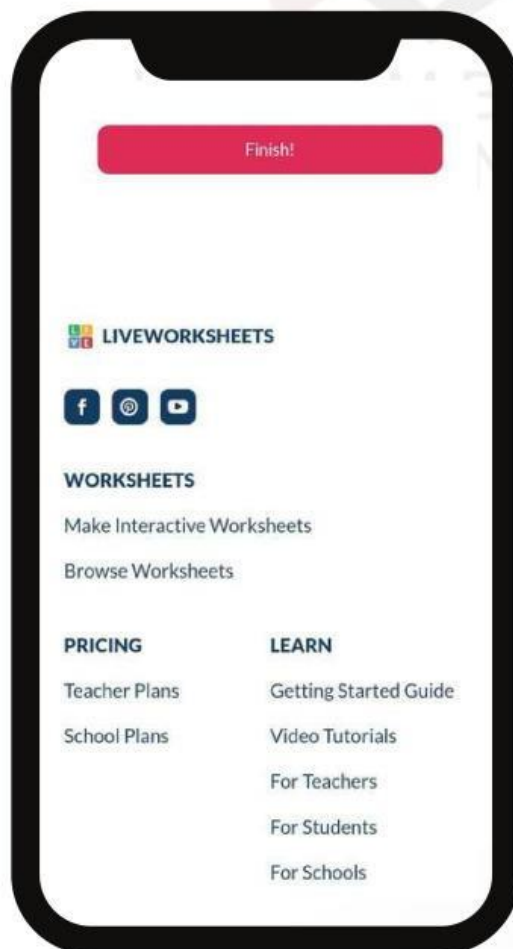 Finish!
LIVEWORKSHEETS
WORKSHEETS
Make Interactive Worksheets
Browse Worksheets
PRICING
Teacher Plans
School Plans
LEARN
Getting Started Guide
Video Tutorials
For Teachers
For Students
For Schools